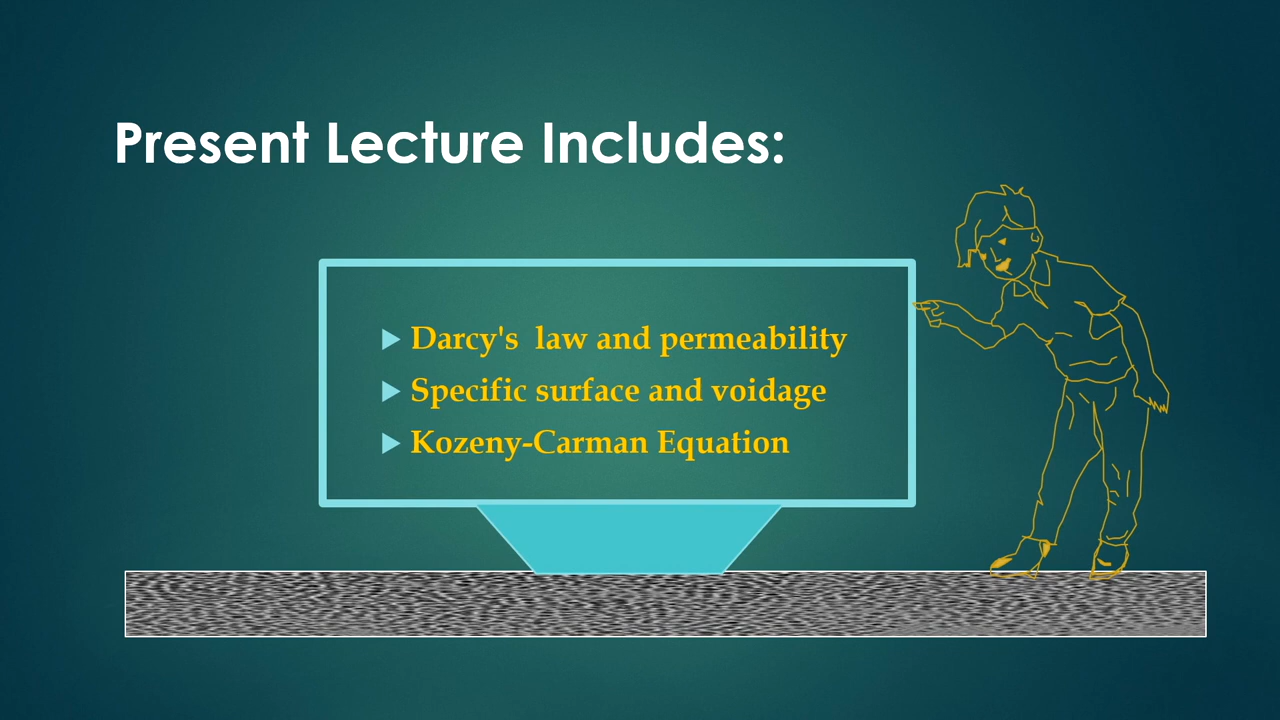 Present Lecture Includes:
Darcy's  law and permeability
Specific surface and voidage
Kozeny-Carman Equation